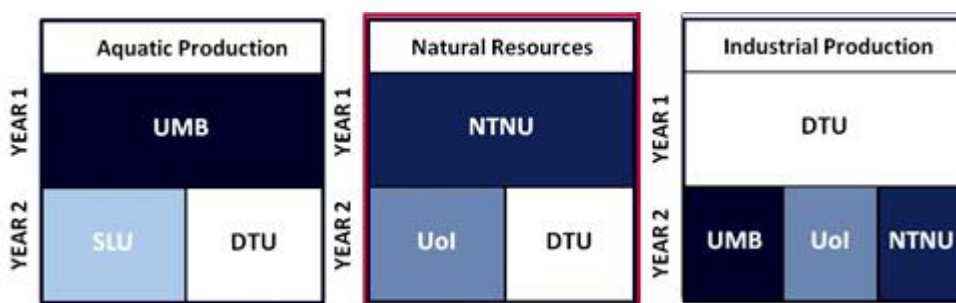 Aquatic Production
YEAR 1
UMB
YEAR 2
SLU
DTU
Natural Resources
YEAR 1
NTNU
YEAR 2
UoI
DTU
Industrial Production
YEAR 1
DTU
YEAR 2
UMB
UoI
NTNU